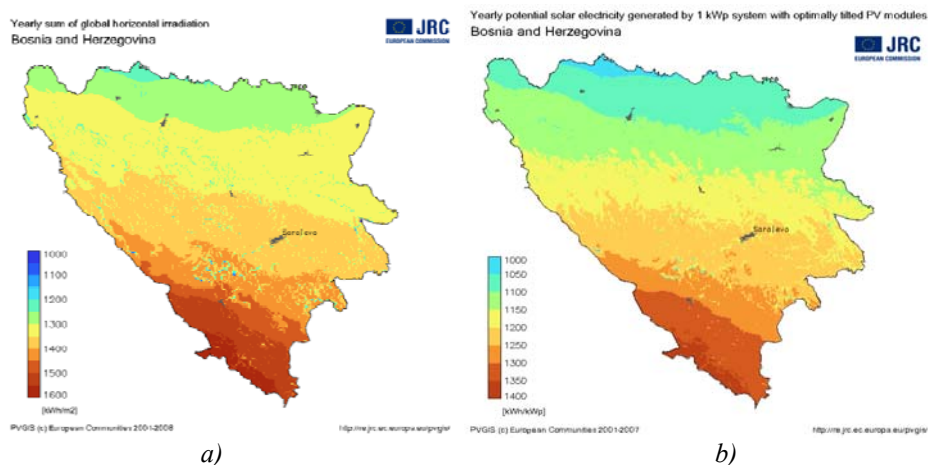 Yearly sum of global horizontal irradiation
Bosnia and Herzegovina
JRC
EUROPEAN COMMISSION
Sarajevo
1000
1100
1200
1300
1400
1500
1600
[kWh/m2]
PVGIS (c) European Communities 2001-2008
http://re.jrc.ec.europa.eu/pvgis/
a)
Yearly potential solar electricity generated by 1 kWp system with optimally tilted PV modules
Bosnia and Herzegovina
JRC
EUROPEAN COMMISSION
Sarajevo
1000
1050
1100
1150
1200
1250
1300
1350
1400
[kWh/kWp]
PVGIS (c) European Communities 2001-2007
http://re.jrc.ec.europa.eu/pvgis/
b)